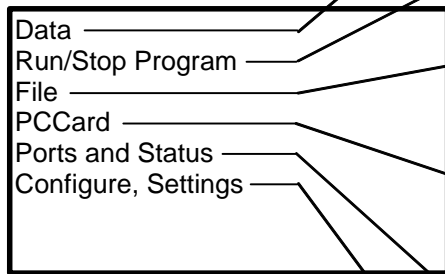 Data
Run/Stop Program
File
PCCard
Ports and Status
Configure, Settings